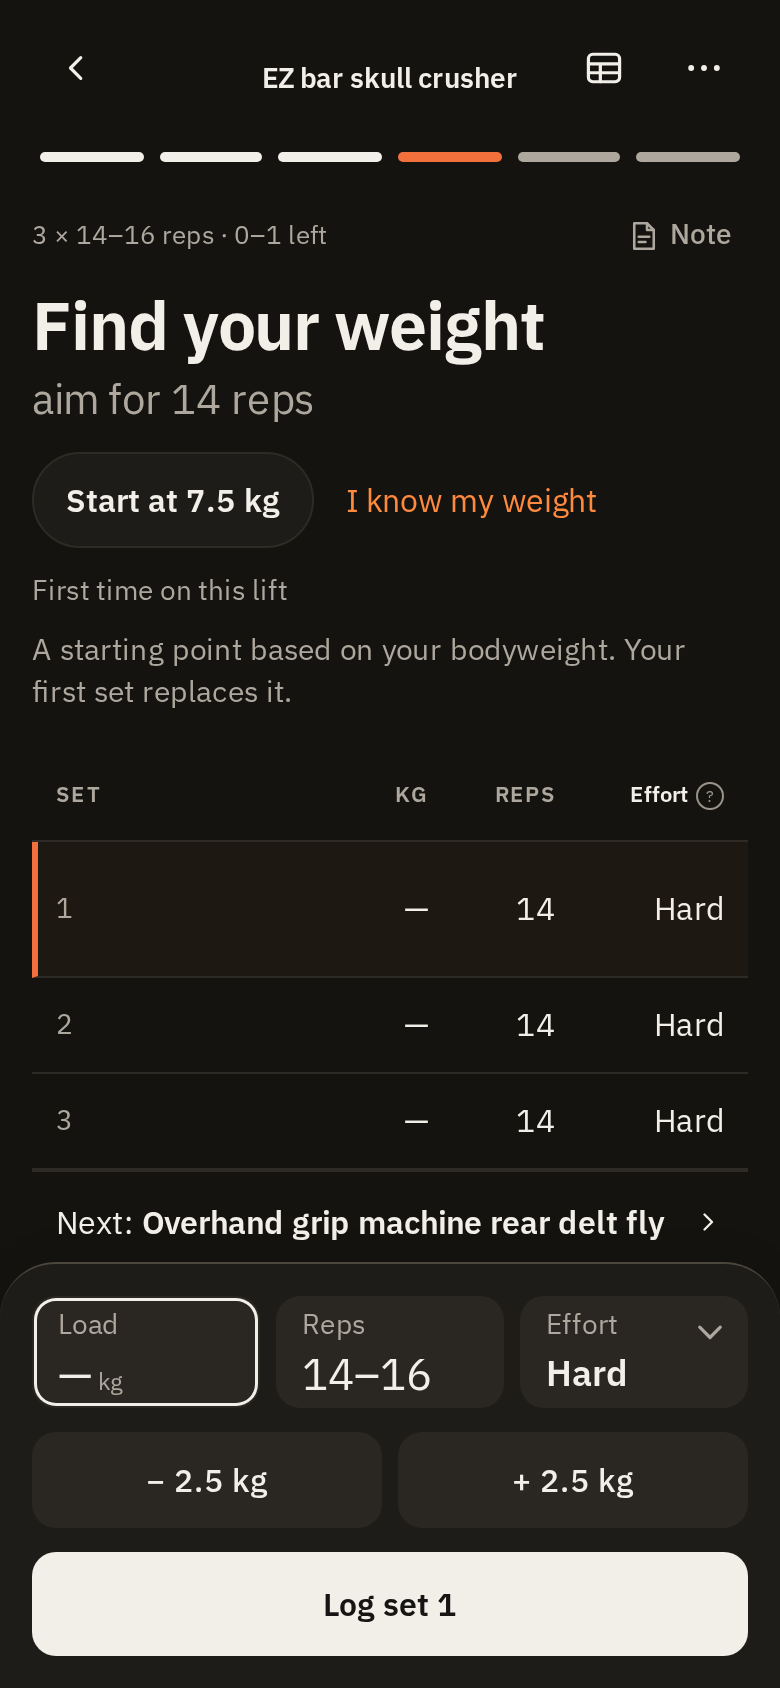 EZ bar skull crusher
3 × 14–16 reps · 0–1 left
Note
Find your weight
aim for 14 reps
Start at 7.5 kg
I know my weight
First time on this lift
A starting point based on your bodyweight. Your
first set replaces it.
SET KG REPS Effort ?
1 — 14 Hard
2 — 14 Hard
3 — 14 Hard
Next: Overhand grip machine rear delt fly
Load Reps Effort
— kg 14–16 Hard
− 2.5 kg + 2.5 kg
Log set 1